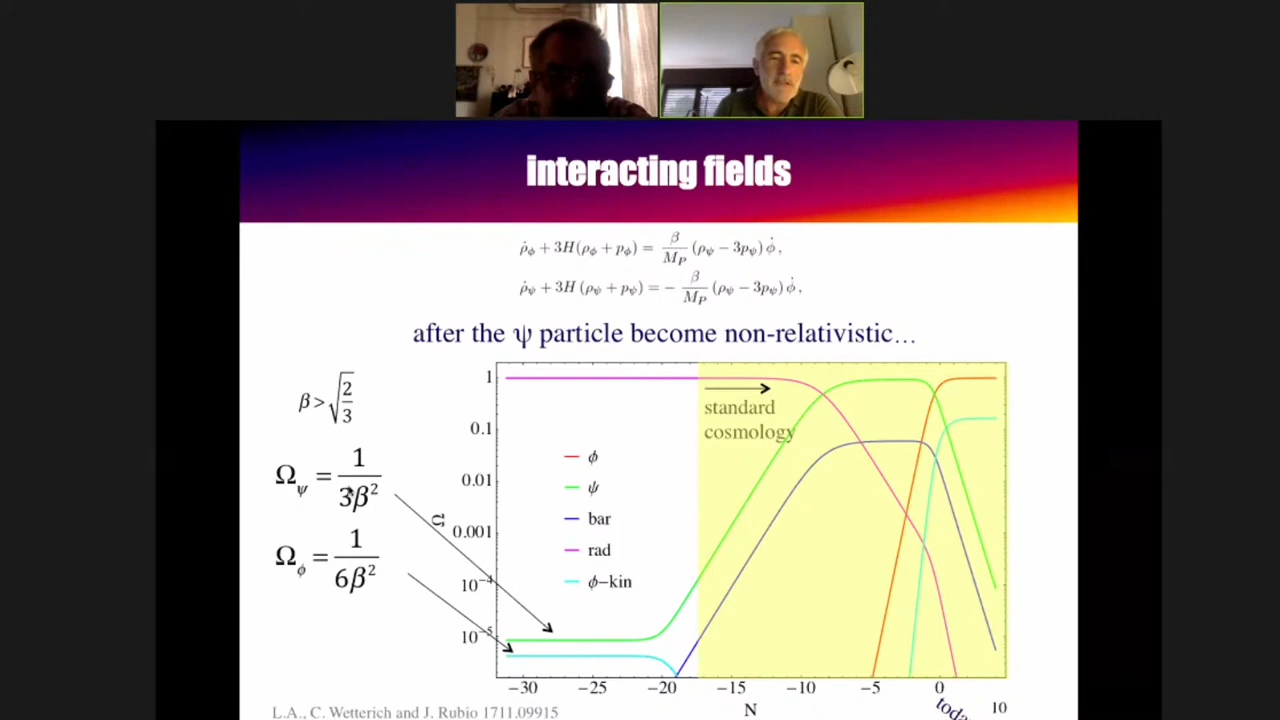 interacting fields
ρ̇_ϕ + 3H(ρ_ϕ + p_ϕ) = β/M_P (ρ_ψ − 3p_ψ) ϕ̇ ,
ρ̇_ψ + 3H (ρ_ψ + p_ψ) = − β/M_P (ρ_ψ − 3p_ψ) ϕ̇ ,
after the ψ particle become non-relativistic…
β > √(2/3)
Ω_ψ = 1/(3β²)
Ω_ϕ = 1/(6β²)
Ω
1
0.1
0.01
0.001
10⁻⁴
10⁻⁵
standard
cosmology
ϕ
ψ
bar
rad
ϕ−kin
−30 −25 −20 −15 −10 −5 0
10
N
L.A., C. Wetterich and J. Rubio 1711.09915